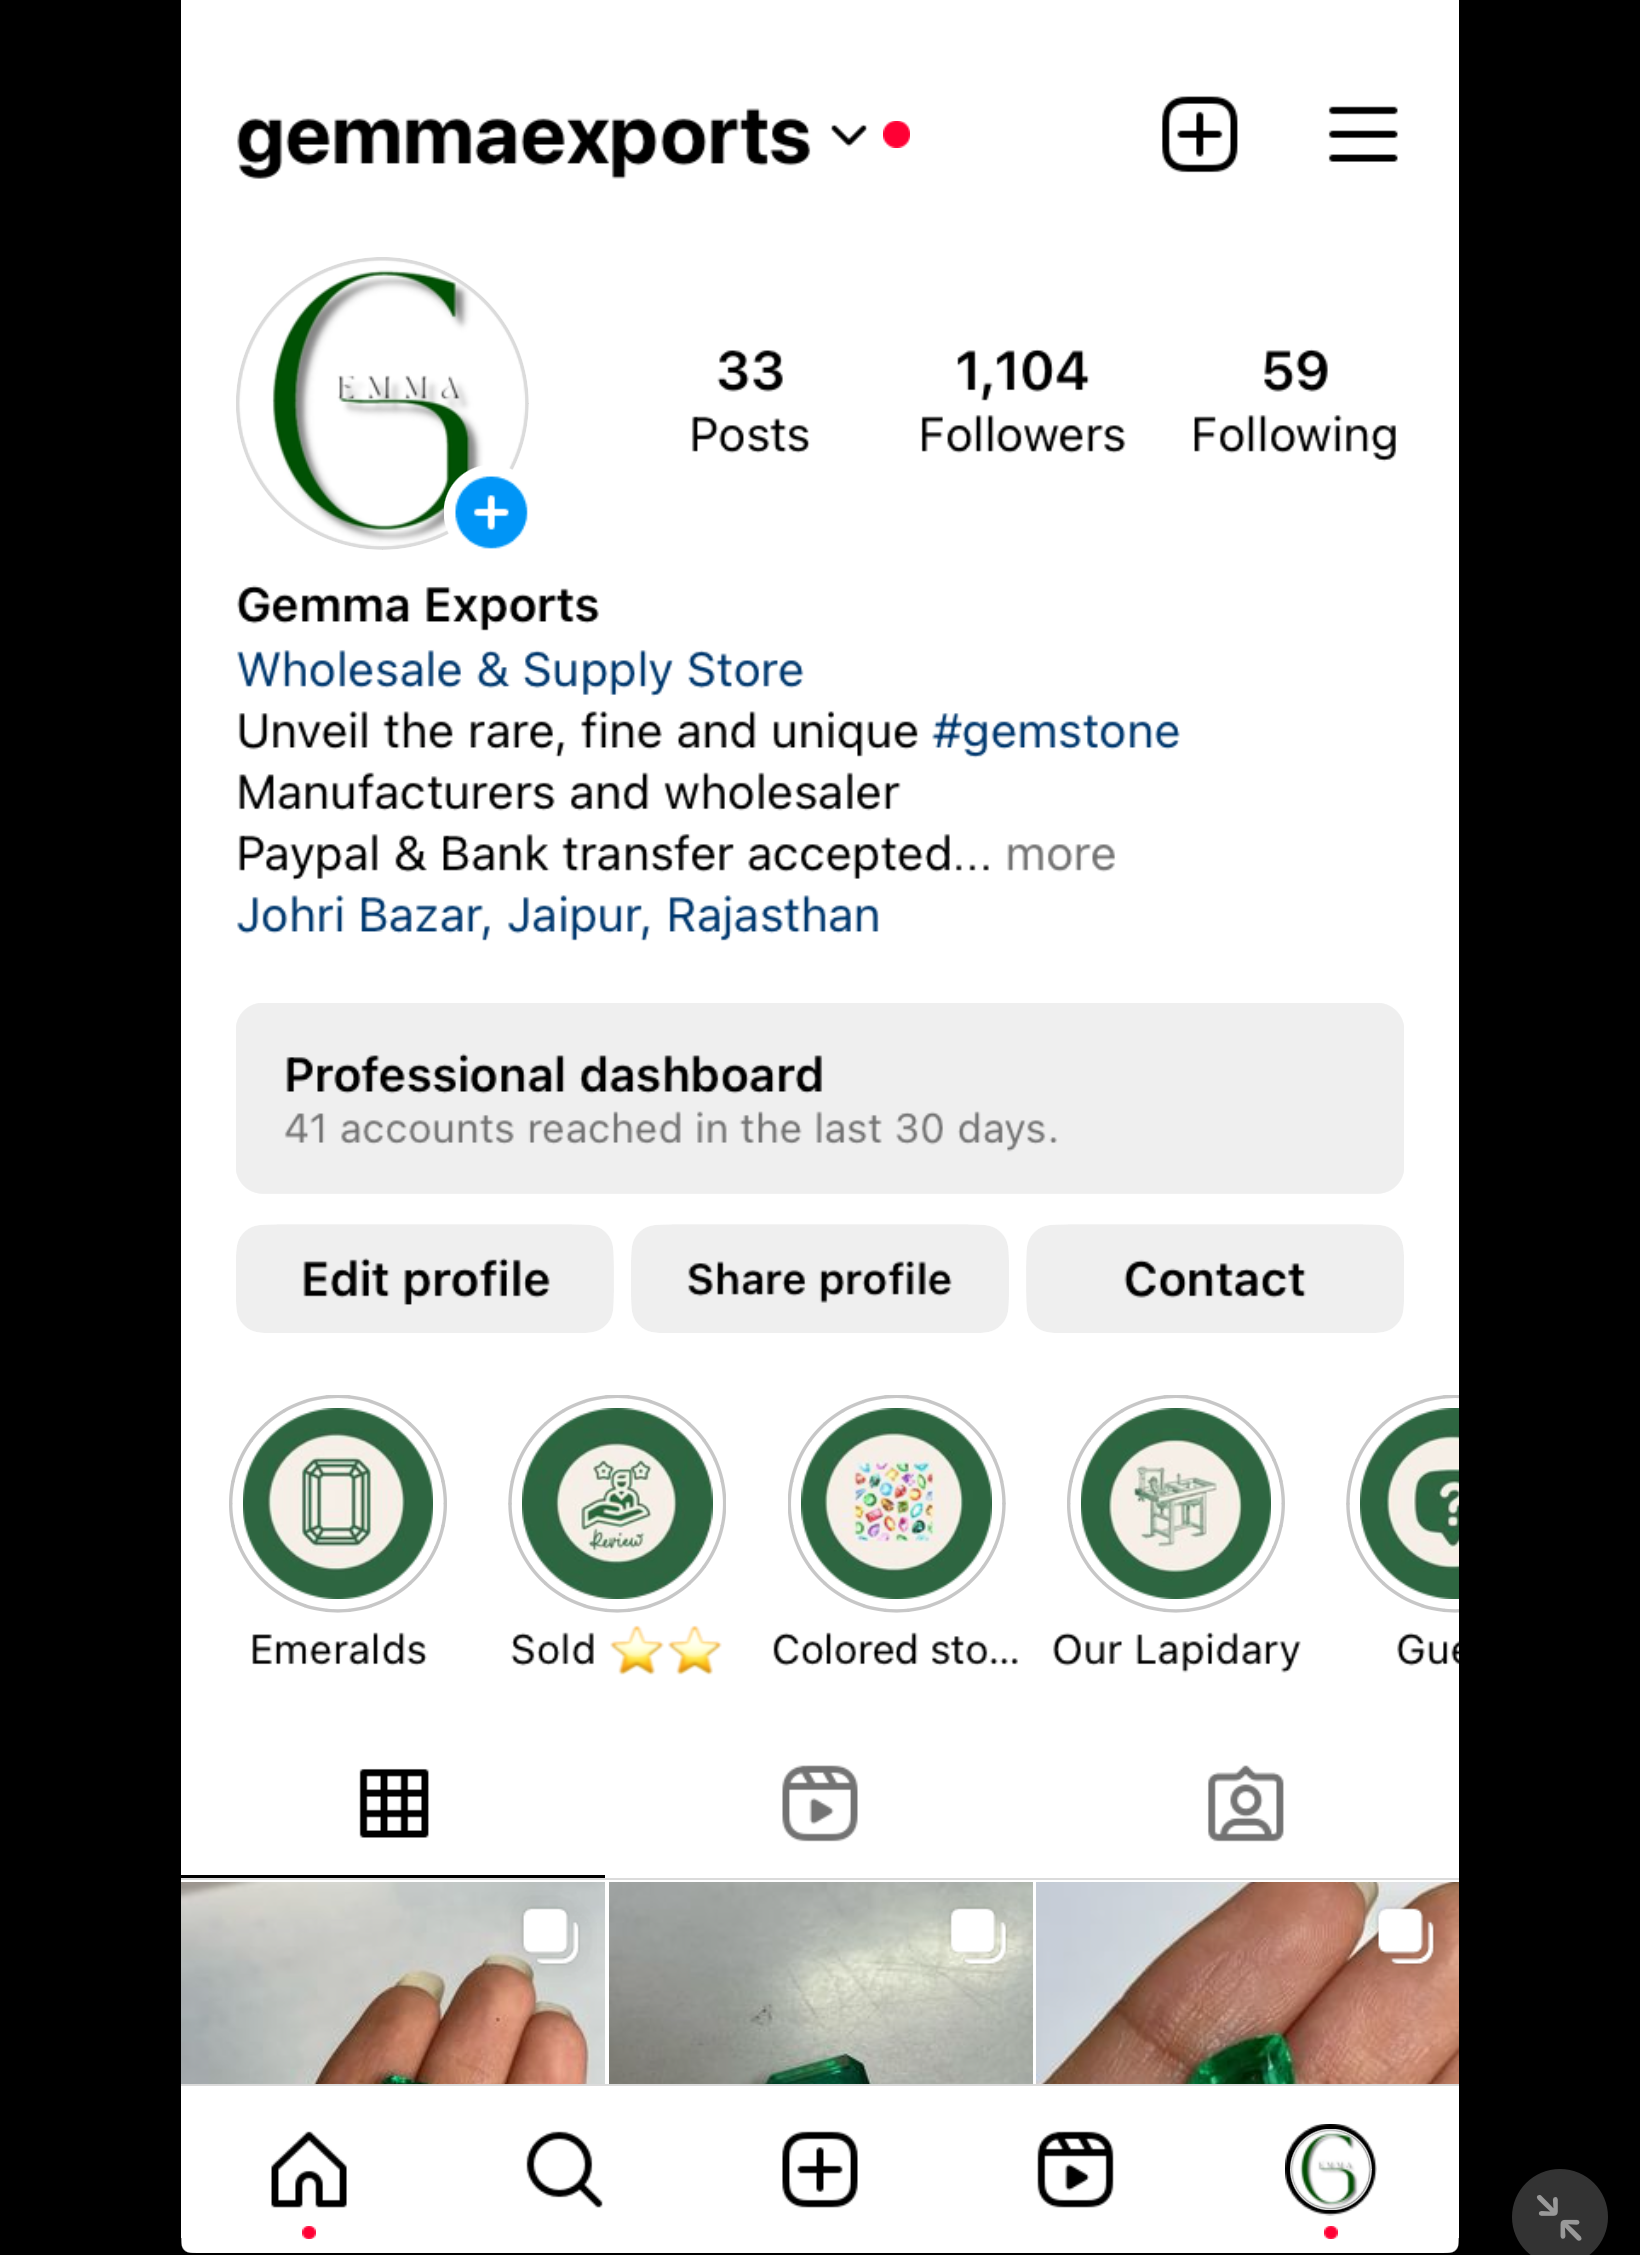 gemmaexports
EMMA
33
Posts
1,104
Followers
59
Following
Gemma Exports
Wholesale & Supply Store
Unveil the rare, fine and unique #gemstone
Manufacturers and wholesaler
Paypal & Bank transfer accepted... more
Johri Bazar, Jaipur, Rajasthan
Professional dashboard
41 accounts reached in the last 30 days.
Edit profile
Share profile
Contact
Review
Emeralds
Sold ⭐⭐
Colored sto...
Our Lapidary
Gue